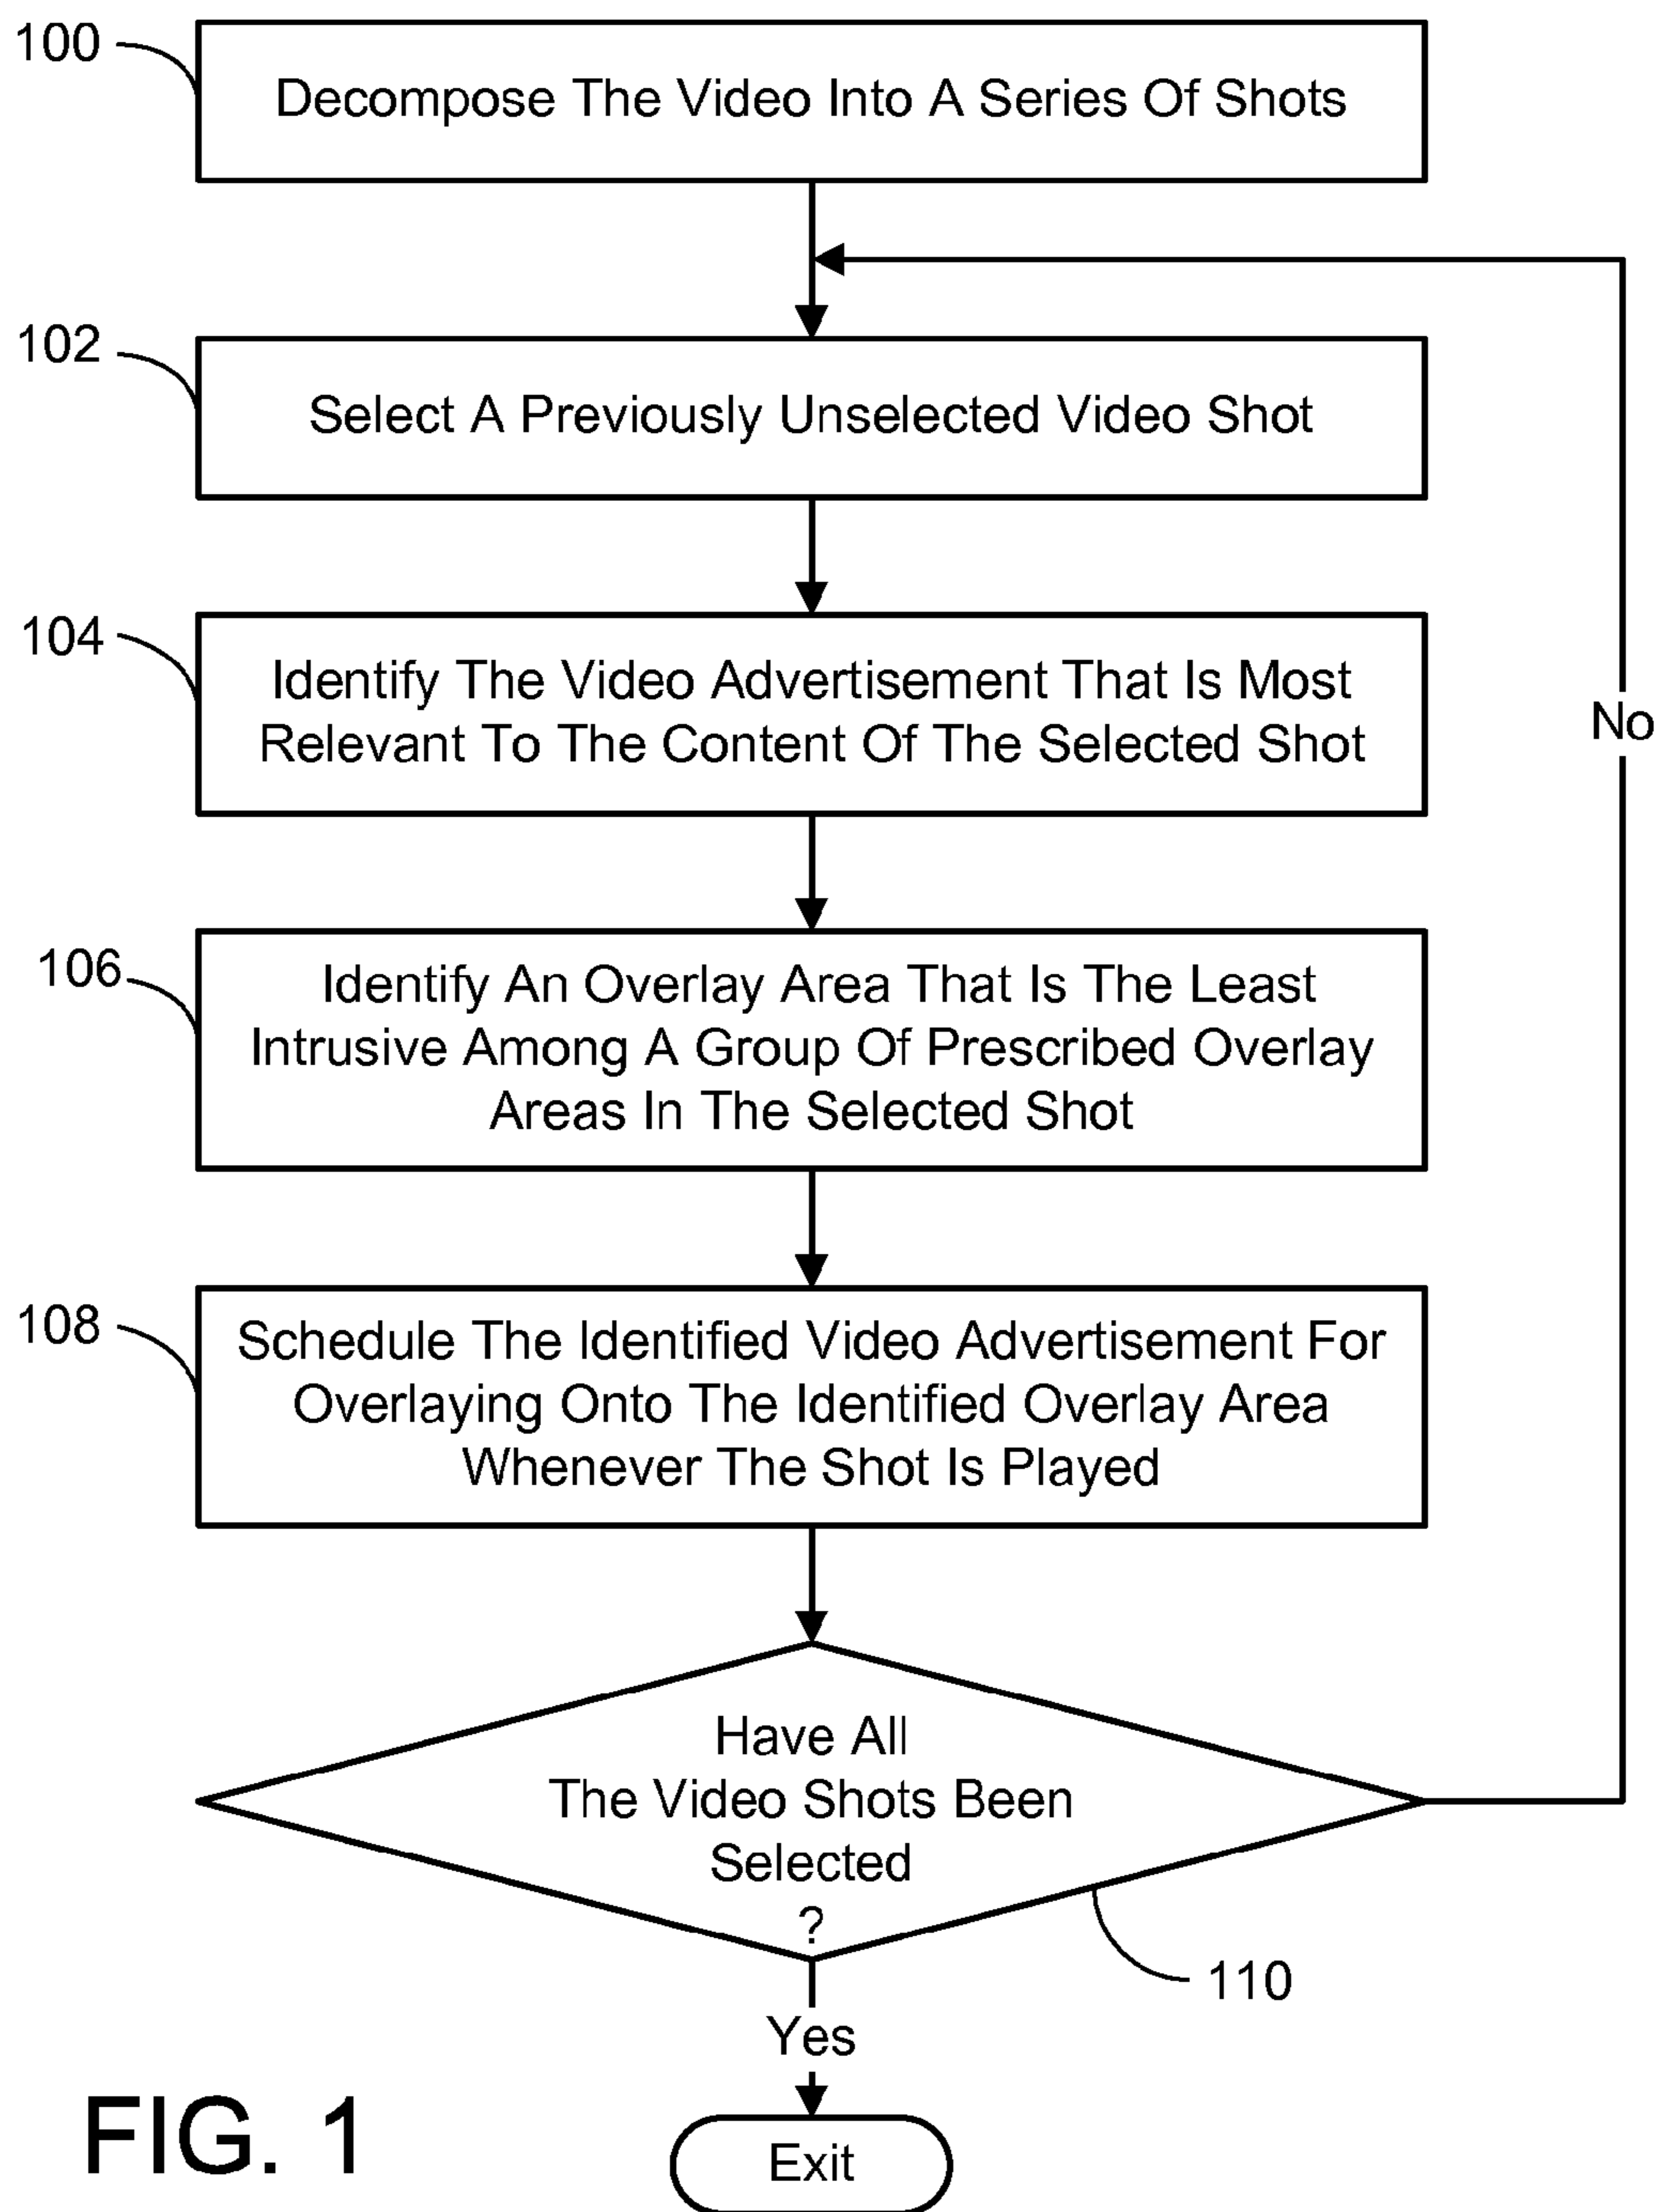 100
Decompose The Video Into A Series Of Shots
102
Select A Previously Unselected Video Shot
104
Identify The Video Advertisement That Is Most
Relevant To The Content Of The Selected Shot
No
106
Identify An Overlay Area That Is The Least
Intrusive Among A Group Of Prescribed Overlay
Areas In The Selected Shot
108
Schedule The Identified Video Advertisement For
Overlaying Onto The Identified Overlay Area
Whenever The Shot Is Played
Have All
The Video Shots Been
Selected
?
110
Yes
Exit
FIG. 1